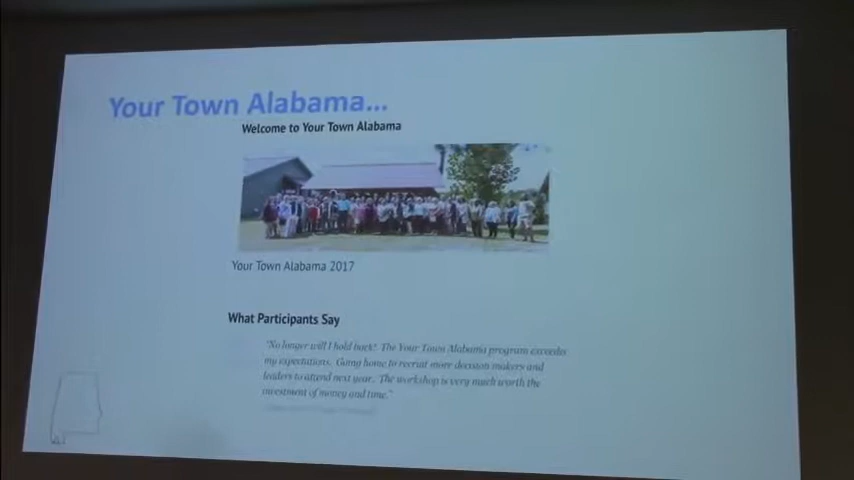 Your Town Alabama...
Welcome to Your Town Alabama
Your Town Alabama 2017
What Participants Say
"No longer will I hold back! The Your Town Alabama program exceeds
my expectations. Going home to recruit more decision makers and
leaders to attend next year. The workshop is very much worth the
investment of money and time."